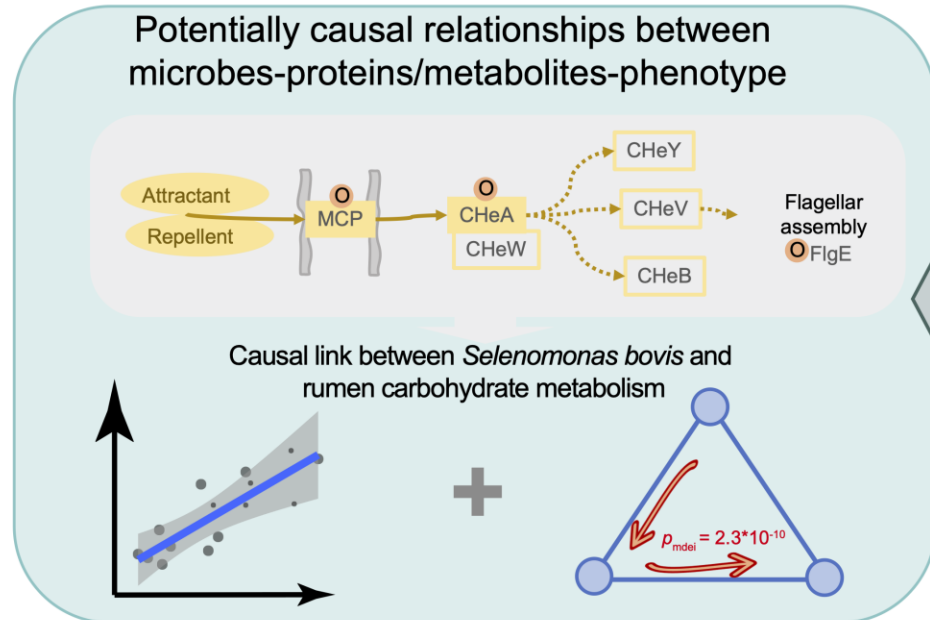 Potentially causal relationships between
microbes-proteins/metabolites-phenotype
Attractant
Repellent
O
MCP
O
CHeA
CHeW
CHeY
CHeV
CHeB
Flagellar
assembly
O FlgE
Causal link between Selenomonas bovis and
rumen carbohydrate metabolism
+
p mdei = 2.3*10-10